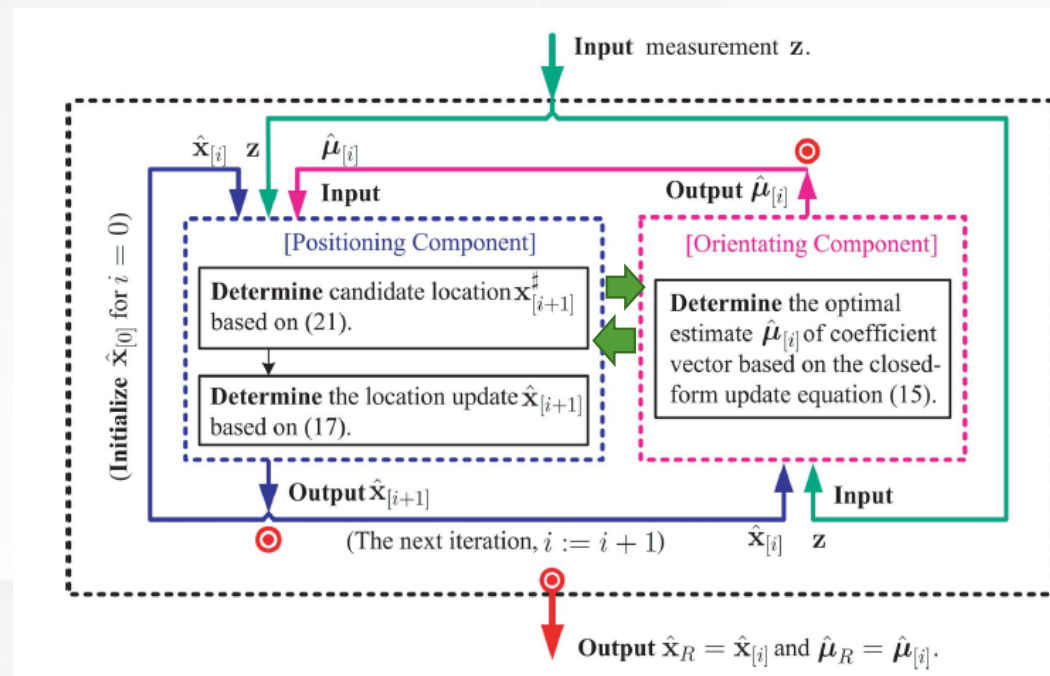 Input measurement z.
x̂[i] z μ̂[i]
Input
Output μ̂[i]
(Initialize x̂[0] for i = 0)
[Positioning Component]
Determine candidate location x♯[i+1]
based on (21).
Determine the location update x̂[i+1]
based on (17).
[Orientating Component]
Determine the optimal
estimate μ̂[i] of coefficient
vector based on the closed-
form update equation (15).
Output x̂[i+1]
Input
(The next iteration, i := i + 1)
x̂[i] z
Output x̂R = x̂[i] and μ̂R = μ̂[i].